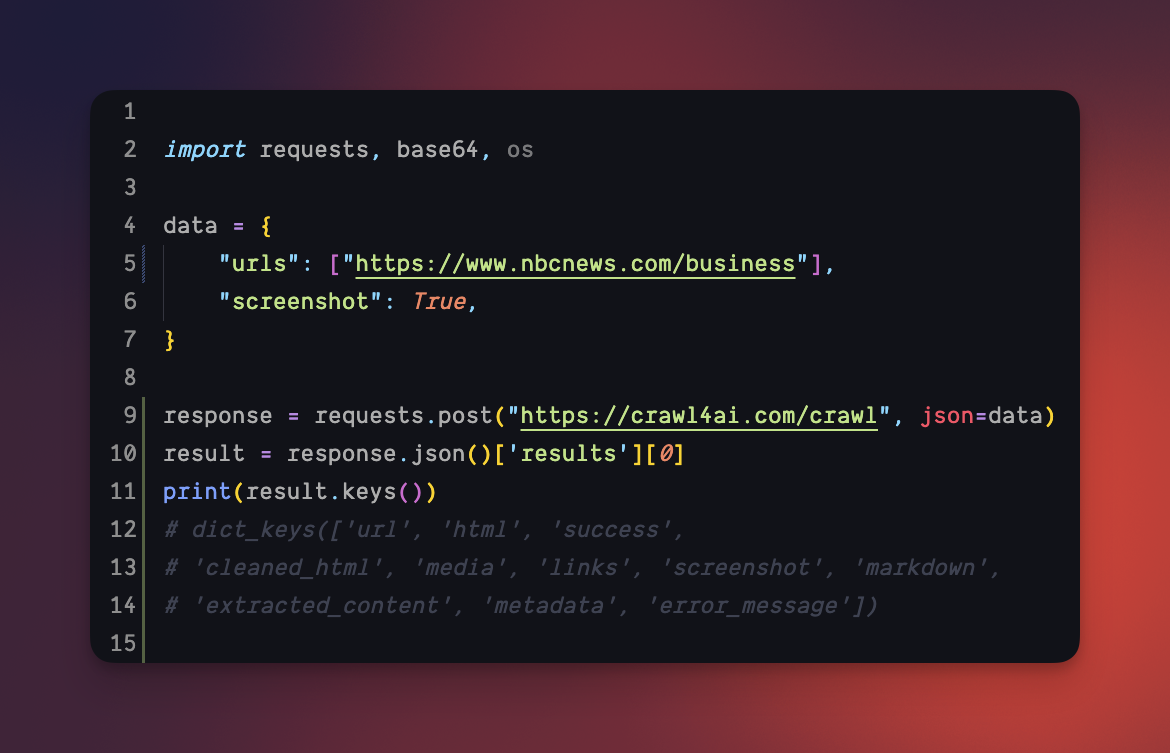 1
2 import requests, base64, os
3
4 data = {
5     "urls": ["https://www.nbcnews.com/business"],
6     "screenshot": True,
7 }
8
9 response = requests.post("https://crawl4ai.com/crawl", json=data)
10 result = response.json()['results'][0]
11 print(result.keys())
12 # dict_keys(['url', 'html', 'success',
13 # 'cleaned_html', 'media', 'links', 'screenshot', 'markdown',
14 # 'extracted_content', 'metadata', 'error_message'])
15